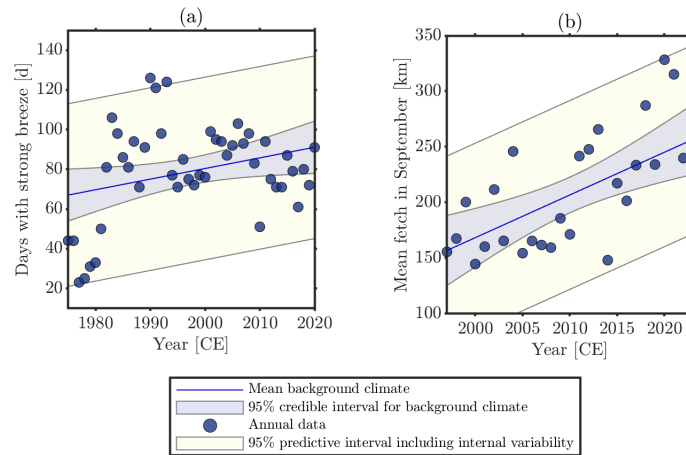 (a)
Days with strong breeze [d]
140
120
100
80
60
40
20
1980
1990
2000
2010
2020
Year [CE]
(b)
Mean fetch in September [km]
350
300
250
200
150
100
2000
2005
2010
2015
2020
Year [CE]
Mean background climate
95% credible interval for background climate
Annual data
95% predictive interval including internal variability